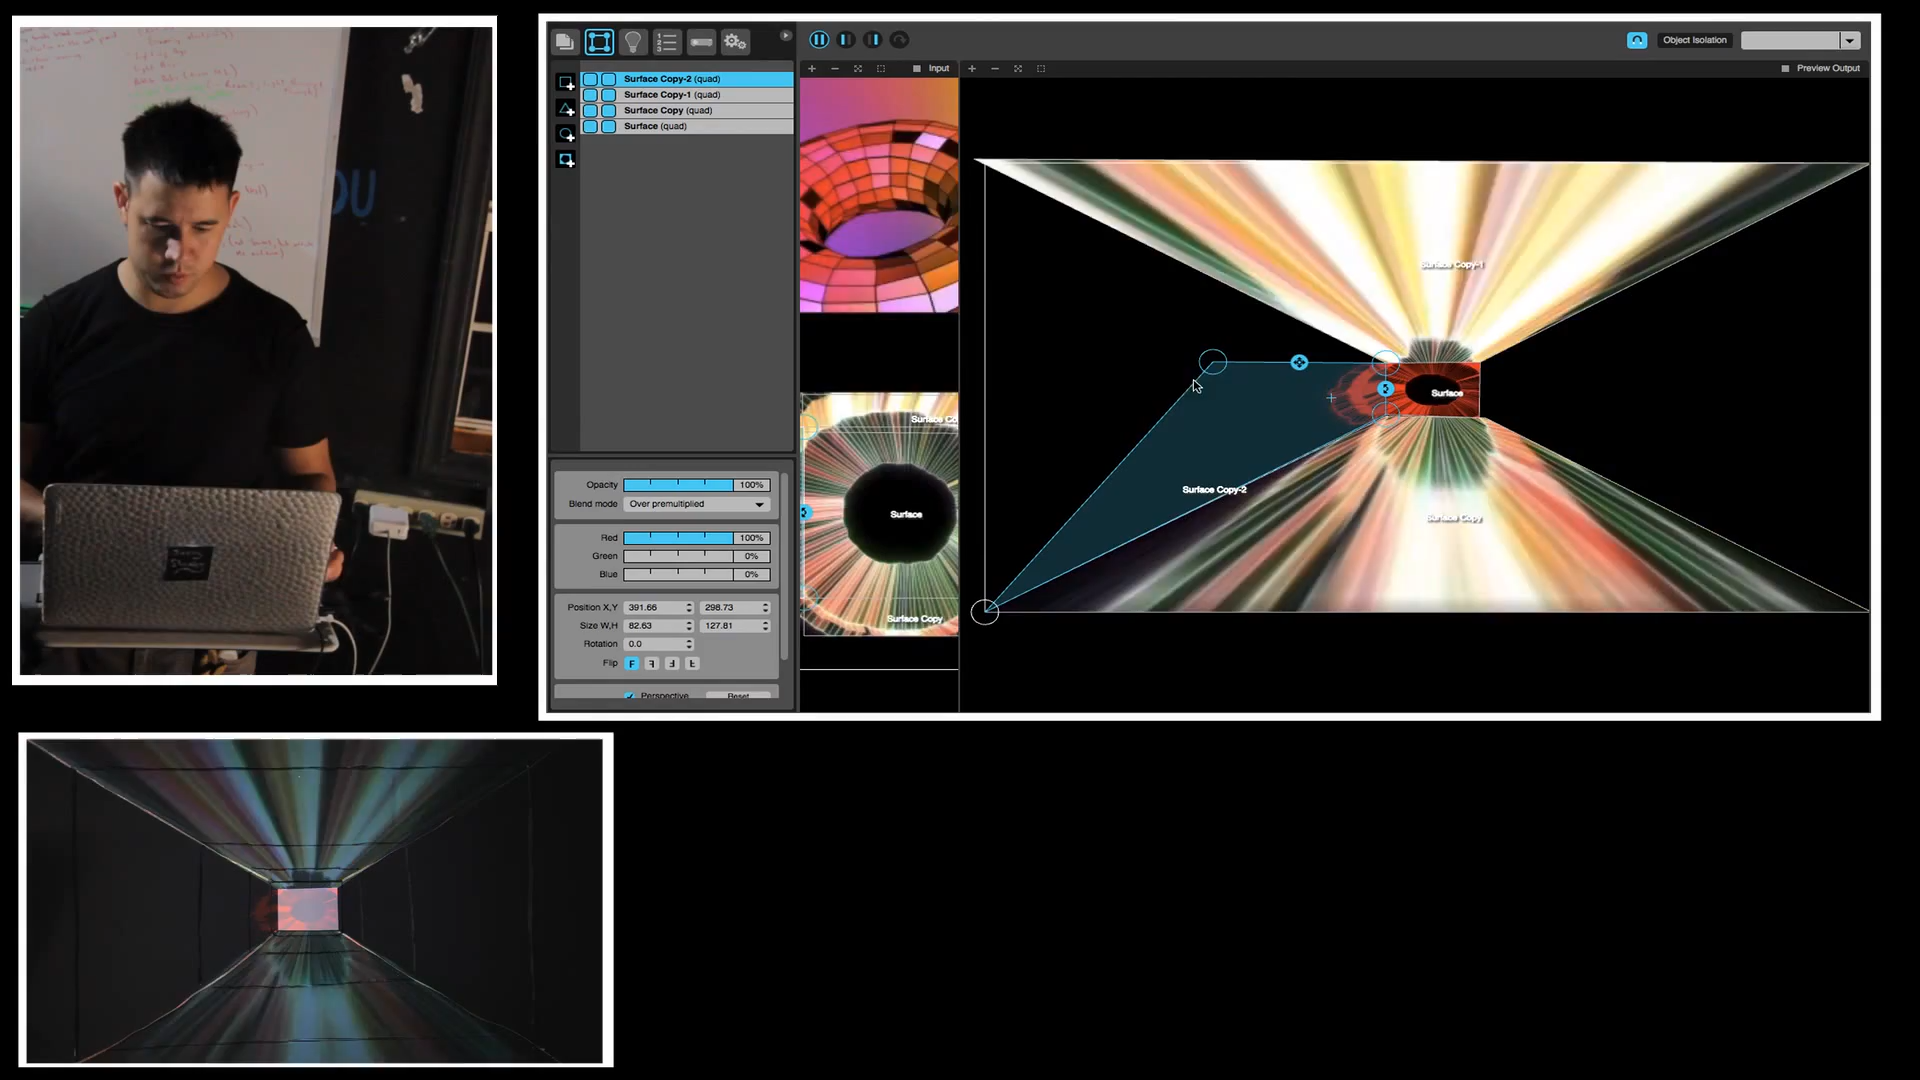 Object Isolation
Input
Preview Output
Surface Copy-2 (quad)
Surface Copy-1 (quad)
Surface Copy (quad)
Surface (quad)
Opacity 100%
Blend mode Over premultiplied
Red 100%
Green 0%
Blue 0%
Position X,Y 391.66 298.73
Size W,H 82.63 127.81
Rotation 0.0
Flip F
Perspective Reset
Surface Co
Surface
Surface Copy
Surface Copy-1
Surface
Surface Copy-2
Surface Copy
OU